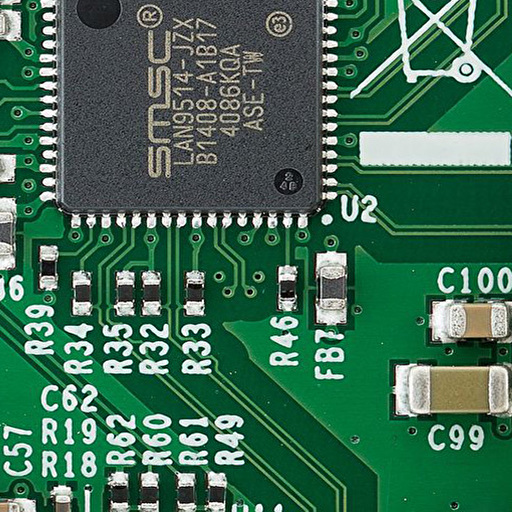 smsc®
LAN9514-JZX
B1408-A1B17
4086KQA
ASE-TW
e3
U2
C100
R39
R34
R35
R32
R33
R46
FB7
C99
C62
R19
R18
C57
R62
R60
R61
R49